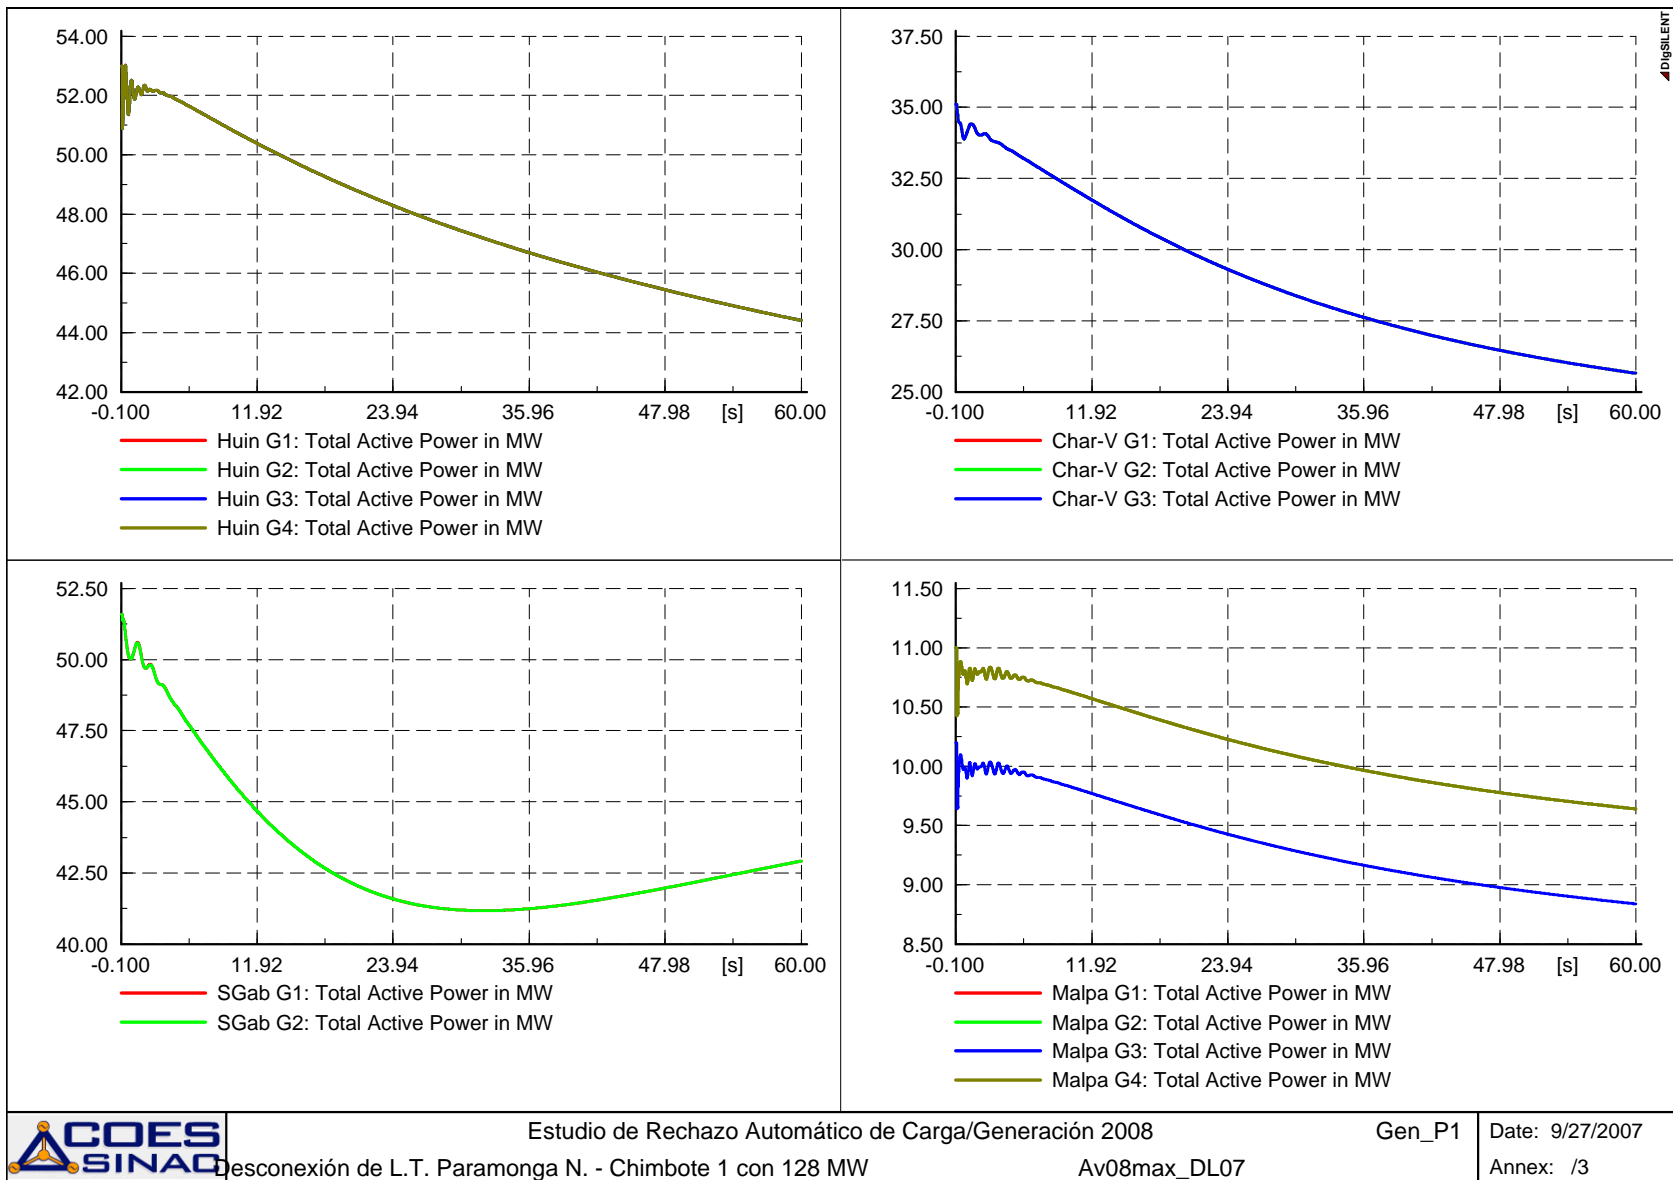 DIgSILENT
54.00
52.00
50.00
48.00
46.00
44.00
42.00
-0.100 11.92 23.94 35.96 47.98 [s] 60.00
Huin G1: Total Active Power in MW
Huin G2: Total Active Power in MW
Huin G3: Total Active Power in MW
Huin G4: Total Active Power in MW
37.50
35.00
32.50
30.00
27.50
25.00
-0.100 11.92 23.94 35.96 47.98 [s] 60.00
Char-V G1: Total Active Power in MW
Char-V G2: Total Active Power in MW
Char-V G3: Total Active Power in MW
52.50
50.00
47.50
45.00
42.50
40.00
-0.100 11.92 23.94 35.96 47.98 [s] 60.00
SGab G1: Total Active Power in MW
SGab G2: Total Active Power in MW
11.50
11.00
10.50
10.00
9.50
9.00
8.50
-0.100 11.92 23.94 35.96 47.98 [s] 60.00
Malpa G1: Total Active Power in MW
Malpa G2: Total Active Power in MW
Malpa G3: Total Active Power in MW
Malpa G4: Total Active Power in MW
COES
SINAC
Estudio de Rechazo Automático de Carga/Generación 2008 Gen_P1
Desconexión de L.T. Paramonga N. - Chimbote 1 con 128 MW Av08max_DL07
Date: 9/27/2007
Annex: /3